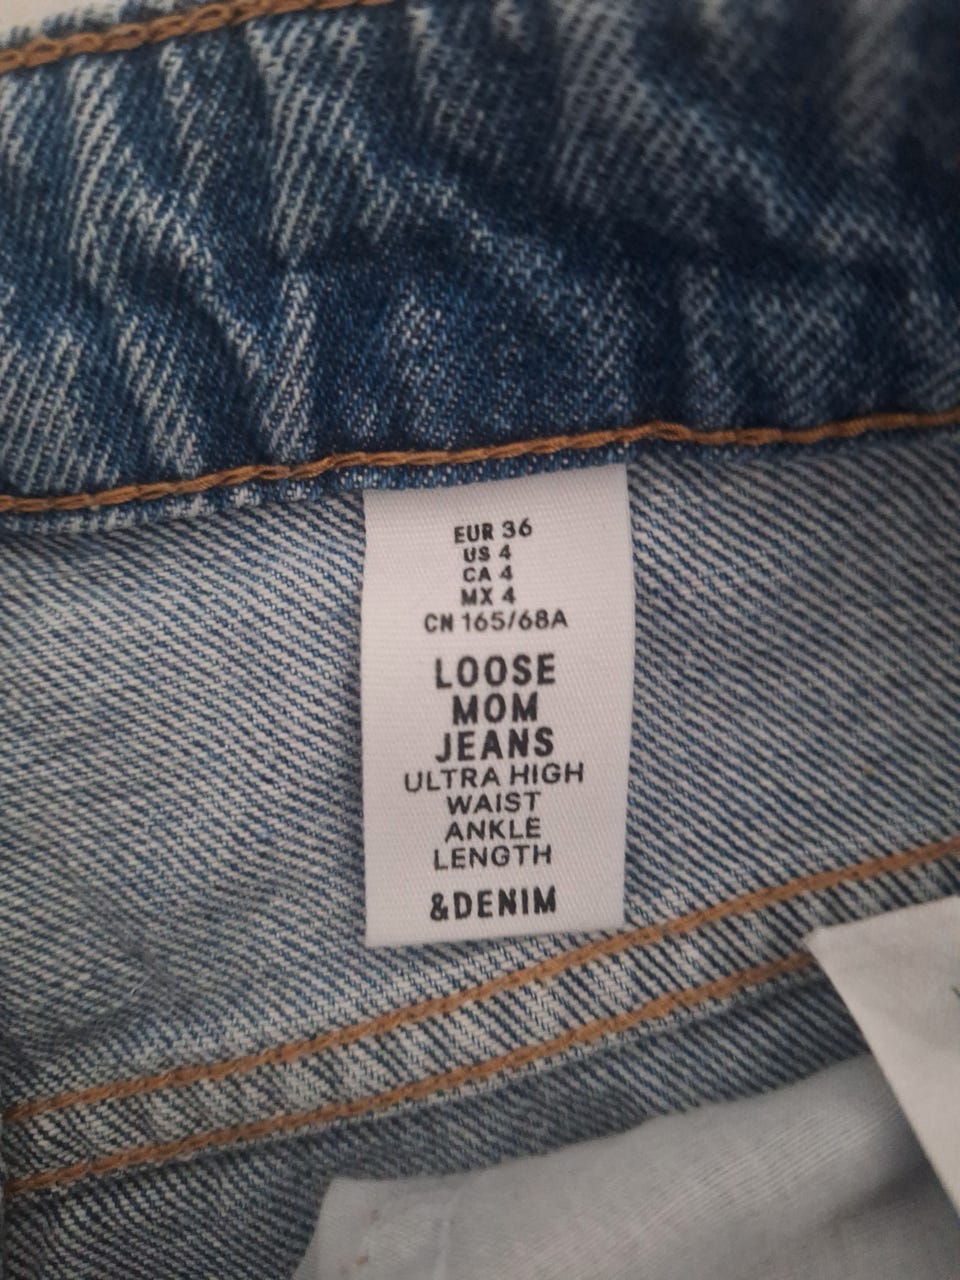 EUR 36
US 4
CA 4
MX 4
CN 165/68A
LOOSE
MOM
JEANS
ULTRA HIGH
WAIST
ANKLE
LENGTH
&DENIM